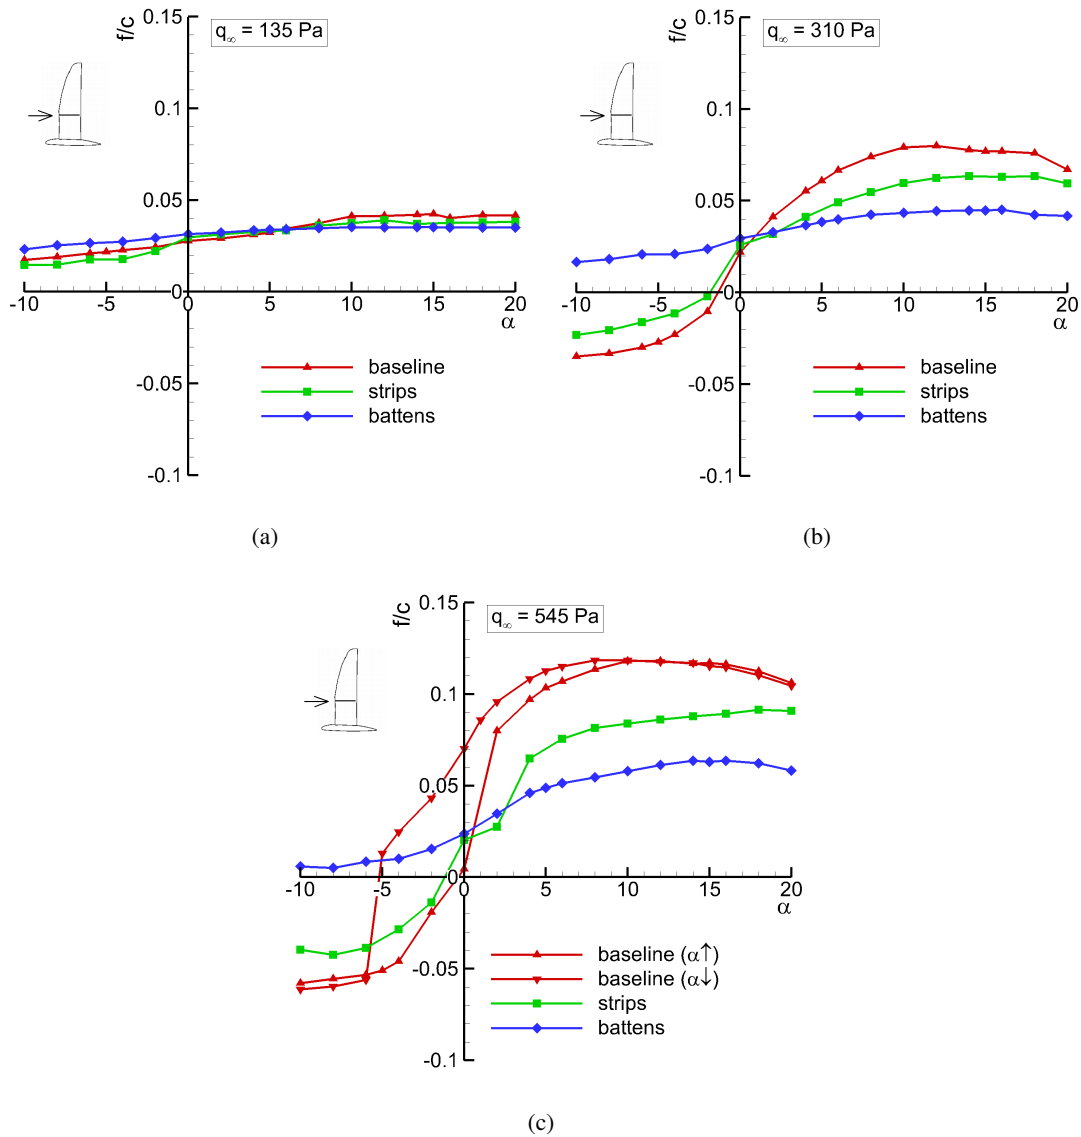 f/c
0.15
q∞ = 135 Pa
0.1
0.05
0
-10 -5 0 5 10 15 20
α
baseline
-0.05
strips
battens
-0.1
(a)
f/c
0.15
q∞ = 310 Pa
0.1
0.05
0
-10 -5 0 5 10 15 20
α
baseline
-0.05
strips
battens
-0.1
(b)
f/c
0.15
q∞ = 545 Pa
0.1
0.05
0
-10 -5 0 5 10 15 20
α
baseline (α↑)
-0.05
baseline (α↓)
strips
battens
-0.1
(c)